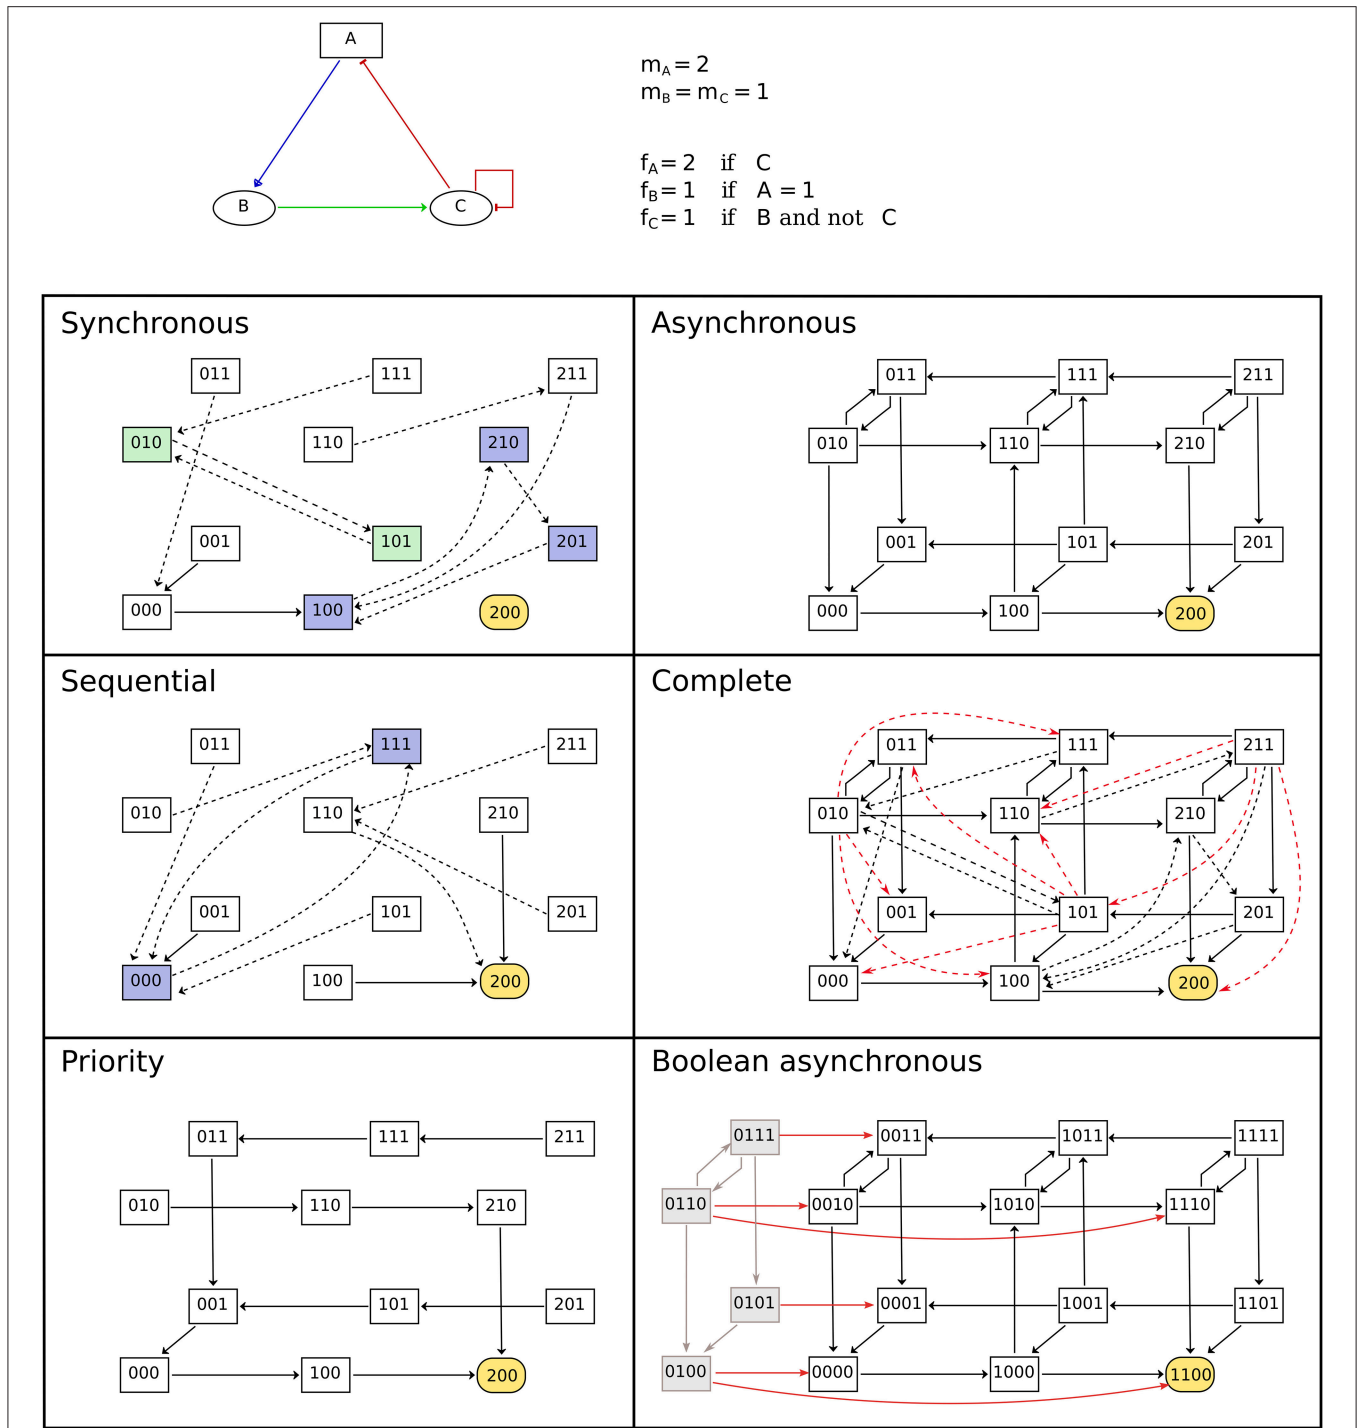 A
B
C
mA = 2
mB = mC = 1
fA = 2 if C
fB = 1 if A = 1
fC = 1 if B and not C
Synchronous
011 111 211
010 110 210
001 101 201
000 100 200
Asynchronous
011 111 211
010 110 210
001 101 201
000 100 200
Sequential
011 111 211
010 110 210
001 101 201
000 100 200
Complete
011 111 211
010 110 210
001 101 201
000 100 200
Priority
011 111 211
010 110 210
001 101 201
000 100 200
Boolean asynchronous
0111 0011 1011 1111
0110 0010 1010 1110
0101 0001 1001 1101
0100 0000 1000 1100